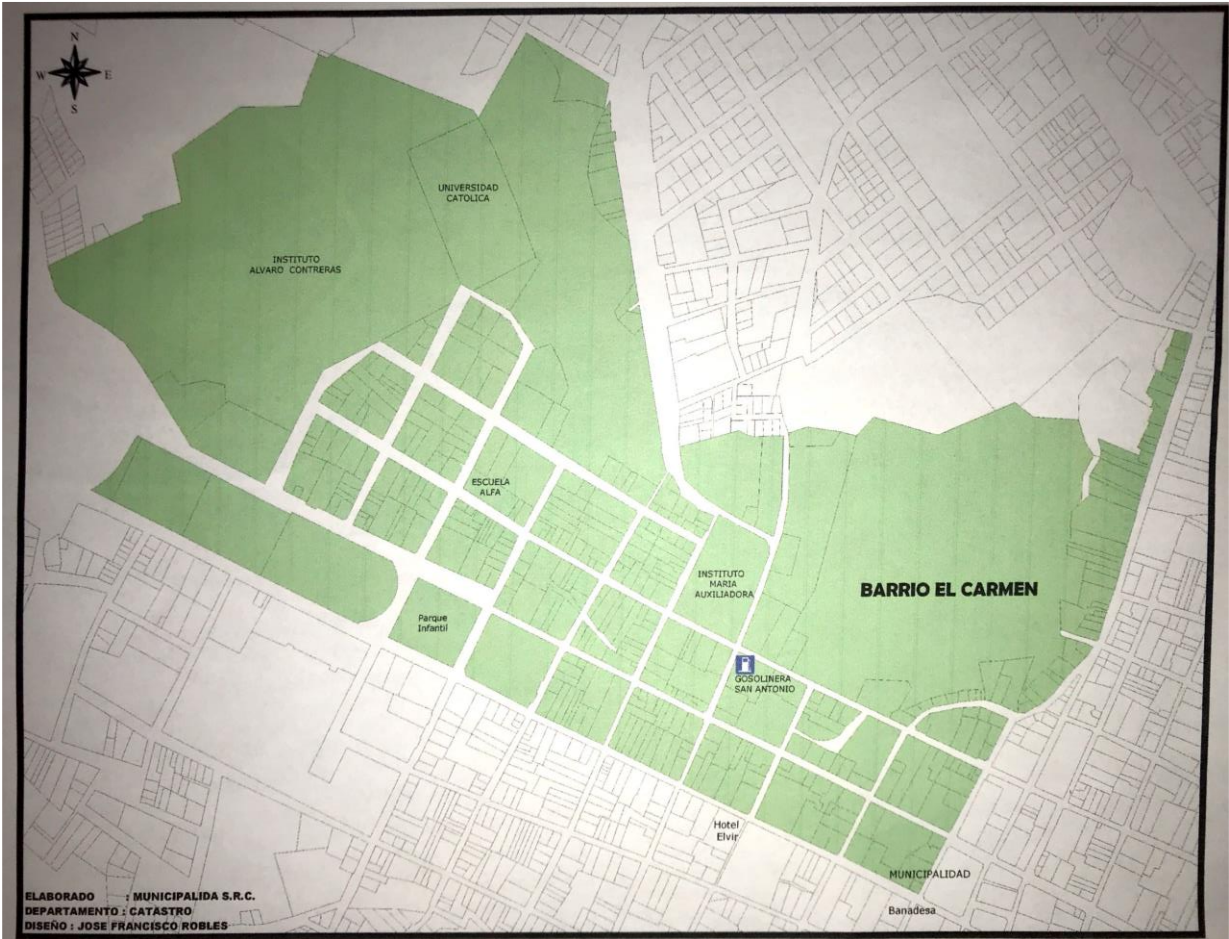 N
W E
S
UNIVERSIDAD
CATOLICA
INSTITUTO
ALVARO CONTRERAS
ESCUELA
ALFA
INSTITUTO
MARIA
AUXILIADORA
BARRIO EL CARMEN
Parque
Infantil
GOSOLINERA
SAN ANTONIO
Hotel
Elvir
MUNICIPALIDAD
Banadesa
ELABORADO : MUNICIPALIDA S.R.C.
DEPARTAMENTO : CATASTRO
DISEÑO : JOSE FRANCISCO ROBLES